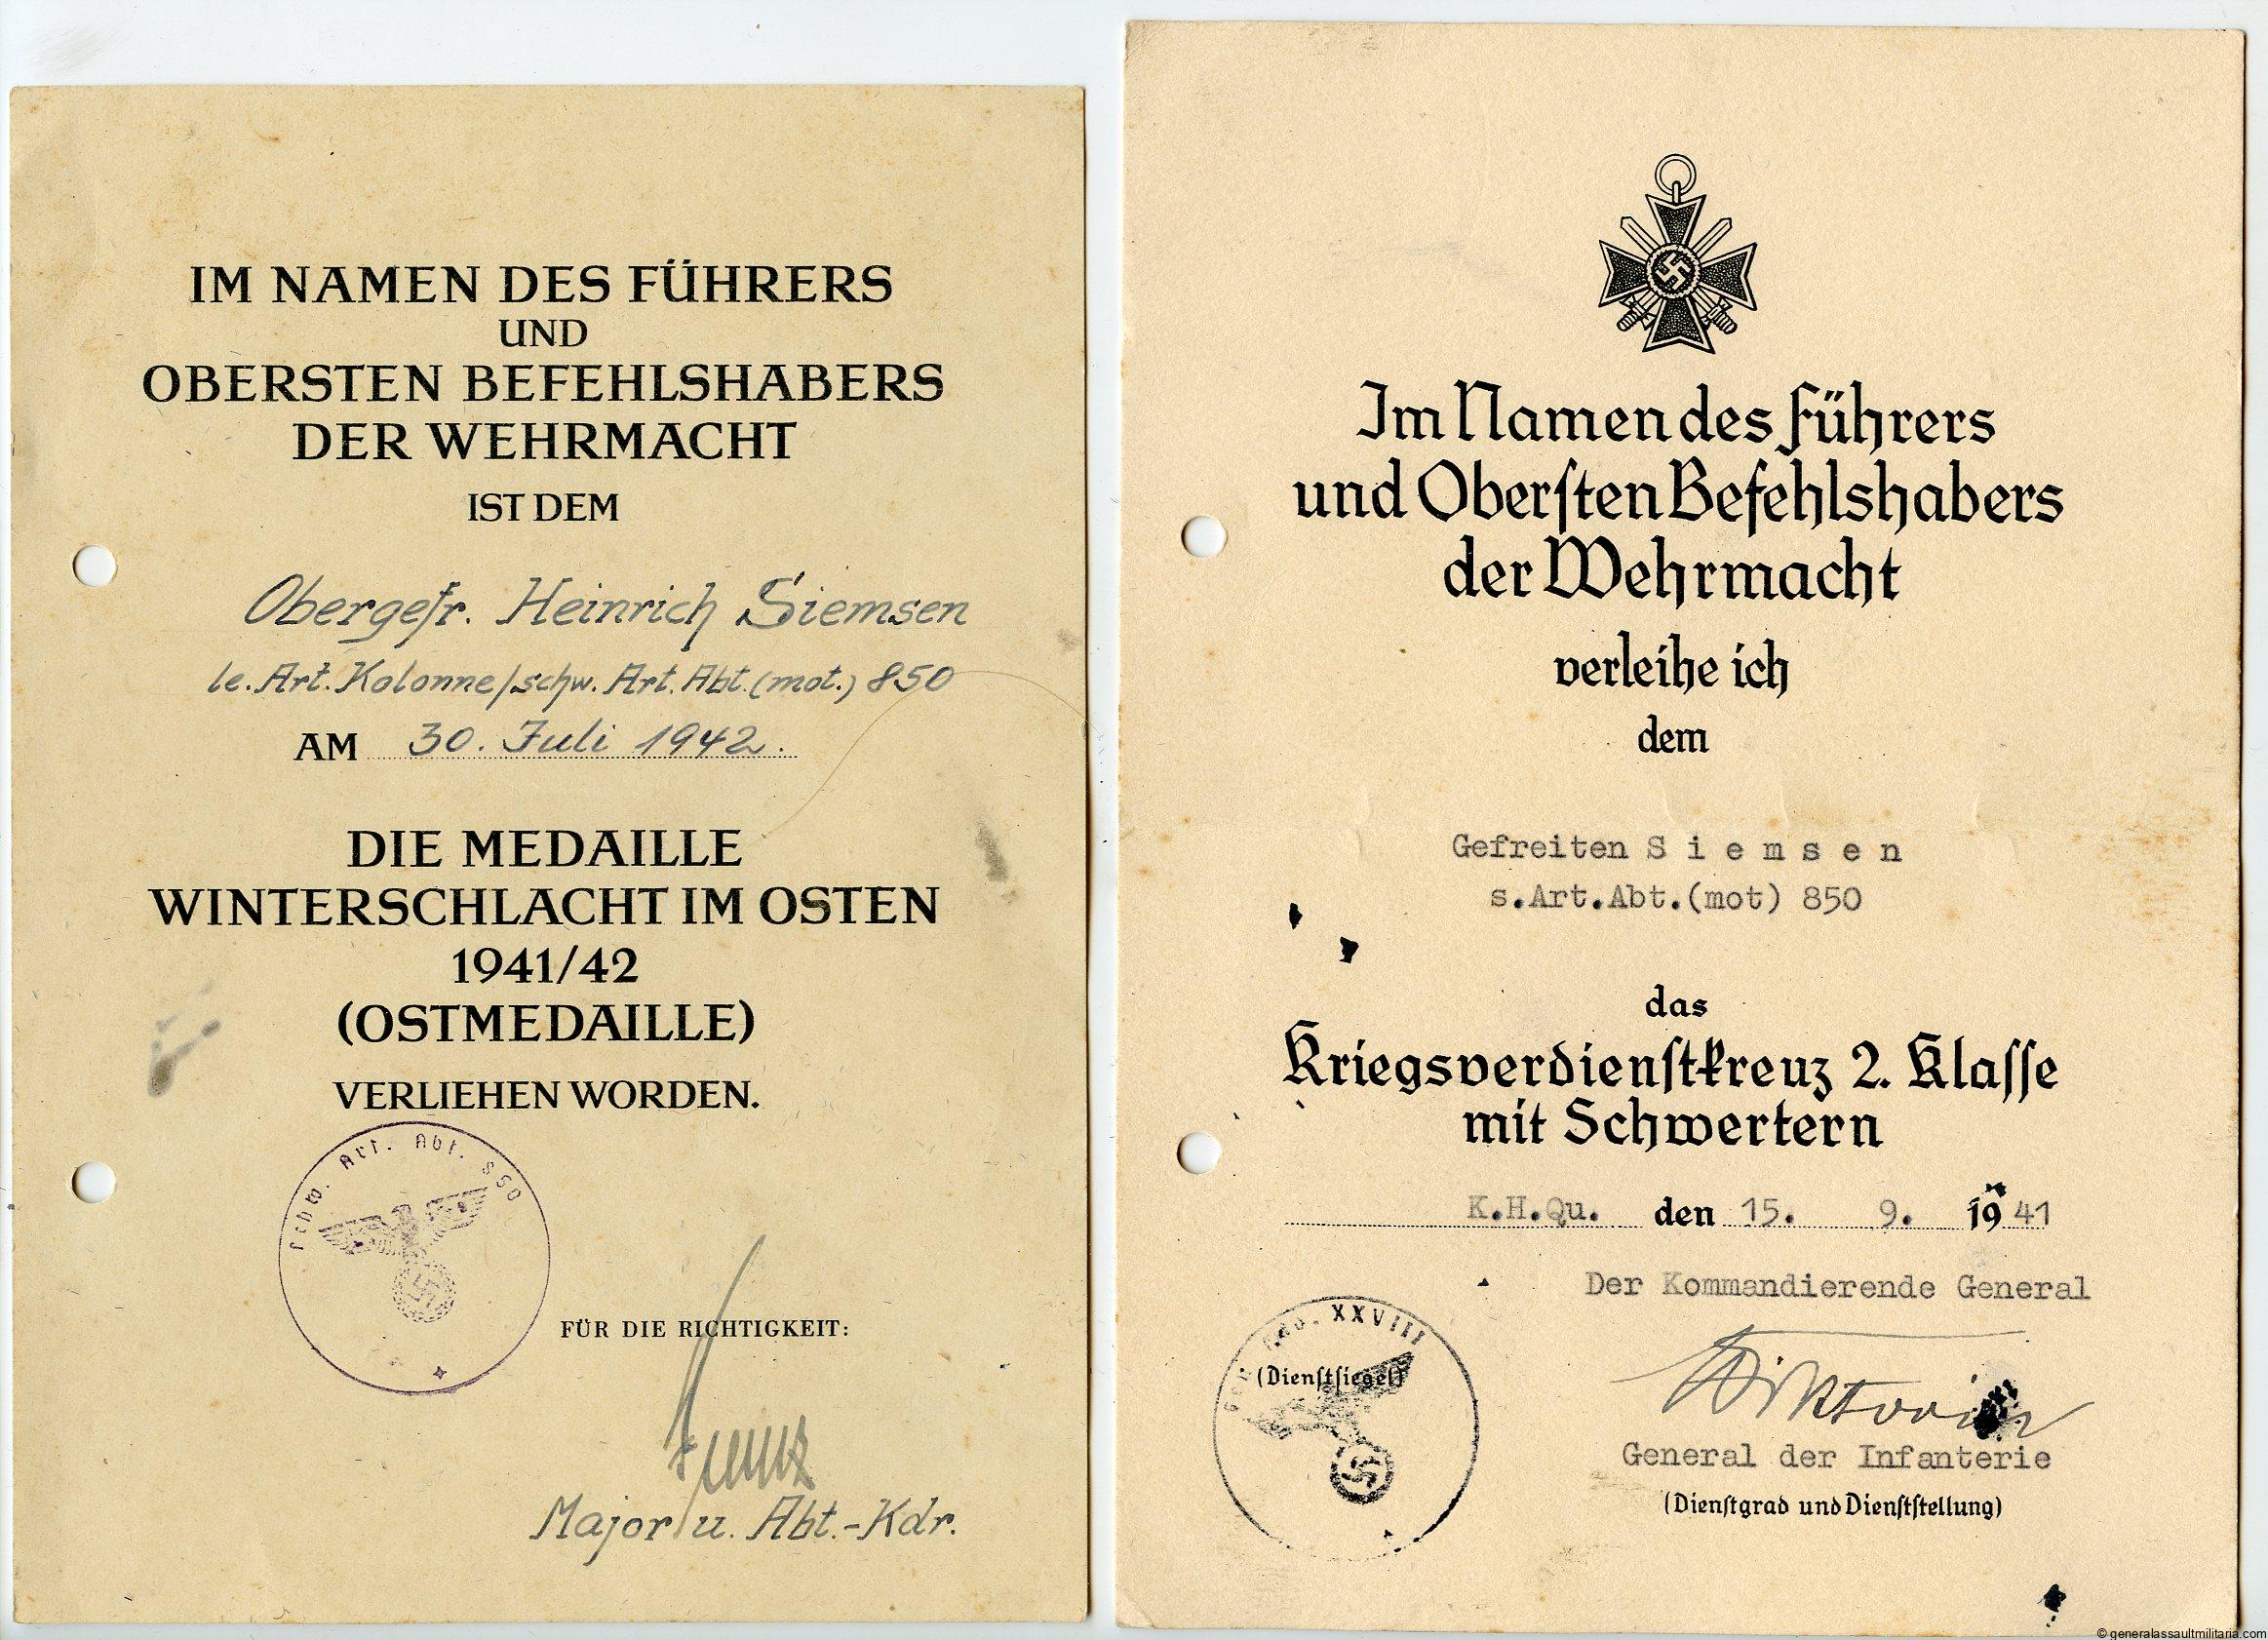 IM NAMEN DES FÜHRERS
UND
OBERSTEN BEFEHLSHABERS
DER WEHRMACHT
IST DEM
Obergefr. Heinrich Siemsen
le. Art. Kolonne/schw. Art. Abt. (mot.) 850
AM 30. Juli 1942.
DIE MEDAILLE
WINTERSCHLACHT IM OSTEN
1941/42
(OSTMEDAILLE)
VERLIEHEN WORDEN.
schw. Art. Abt. 850
FÜR DIE RICHTIGKEIT:
Major u. Abt.-Kdr.
Im Namen des Führers
und Obersten Befehlshabers
der Wehrmacht
verleihe ich
dem
Gefreiten S i e m s e n
s.Art.Abt.(mot) 850
das
Kriegsverdienstkreuz 2. Klasse
mit Schwertern
K.H.Qu. den 15. 9. 1941
Der Kommandierende General
XXVIII
(Dienstsiegel)
General der Infanterie
(Dienstgrad und Dienststellung)
© generalassaultmilitaria.com